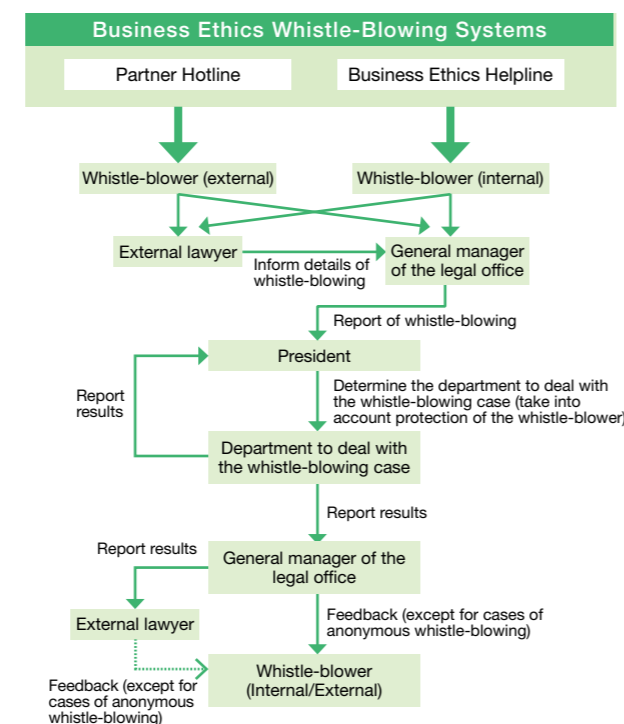 Business Ethics Whistle-Blowing Systems
Partner Hotline
Business Ethics Helpline
Whistle-blower (external)
Whistle-blower (internal)
External lawyer
Inform details of
whistle-blowing
General manager
of the legal office
Report of whistle-blowing
President
Report
results
Determine the department to deal with
the whistle-blowing case (take into
account protection of the whistle-blower)
Department to deal with
the whistle-blowing case
Report results
Report results
General manager of the
legal office
External lawyer
Feedback (except for cases of
anonymous whistle-blowing)
Whistle-blower
(Internal/External)
Feedback (except for
cases of anonymous
whistle-blowing)